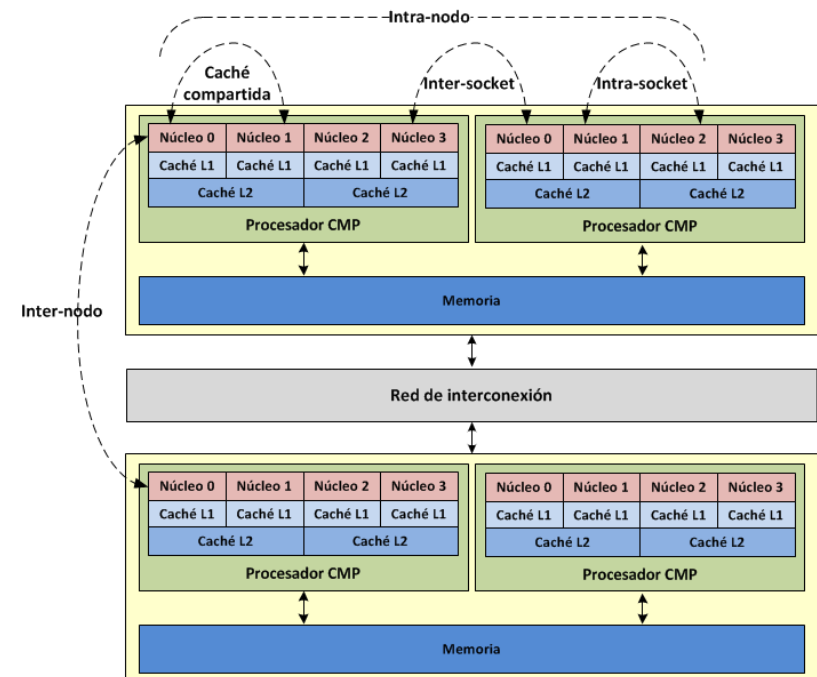 Intra-nodo
Caché
compartida
Inter-socket
Intra-socket
Núcleo 0 Núcleo 1 Núcleo 2 Núcleo 3
Caché L1 Caché L1 Caché L1 Caché L1
Caché L2 Caché L2
Procesador CMP
Núcleo 0 Núcleo 1 Núcleo 2 Núcleo 3
Caché L1 Caché L1 Caché L1 Caché L1
Caché L2 Caché L2
Procesador CMP
Memoria
Inter-nodo
Red de interconexión
Núcleo 0 Núcleo 1 Núcleo 2 Núcleo 3
Caché L1 Caché L1 Caché L1 Caché L1
Caché L2 Caché L2
Procesador CMP
Núcleo 0 Núcleo 1 Núcleo 2 Núcleo 3
Caché L1 Caché L1 Caché L1 Caché L1
Caché L2 Caché L2
Procesador CMP
Memoria